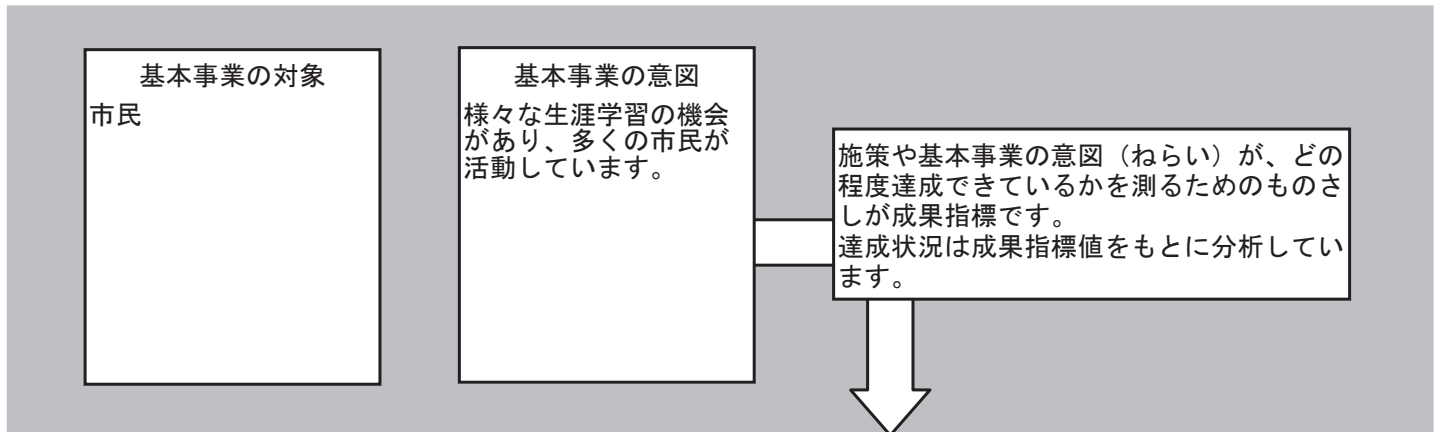 基本事業の対象
市民
基本事業の意図
様々な生涯学習の機会
があり、多くの市民が
活動しています。
施策や基本事業の意図（ねらい）が、どの
程度達成できているかを測るためのものさ
しが成果指標です。
達成状況は成果指標値をもとに分析してい
ます。